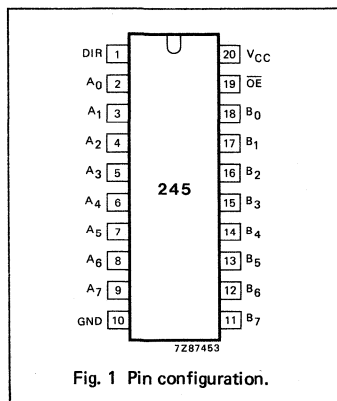 DIR 1 20 VCC
A0 2 19 OE
A1 3 18 B0
A2 4 17 B1
A3 5 16 B2
245
A4 6 15 B3
A5 7 14 B4
A6 8 13 B5
A7 9 12 B6
GND 10 11 B7
7Z87453
Fig. 1 Pin configuration.